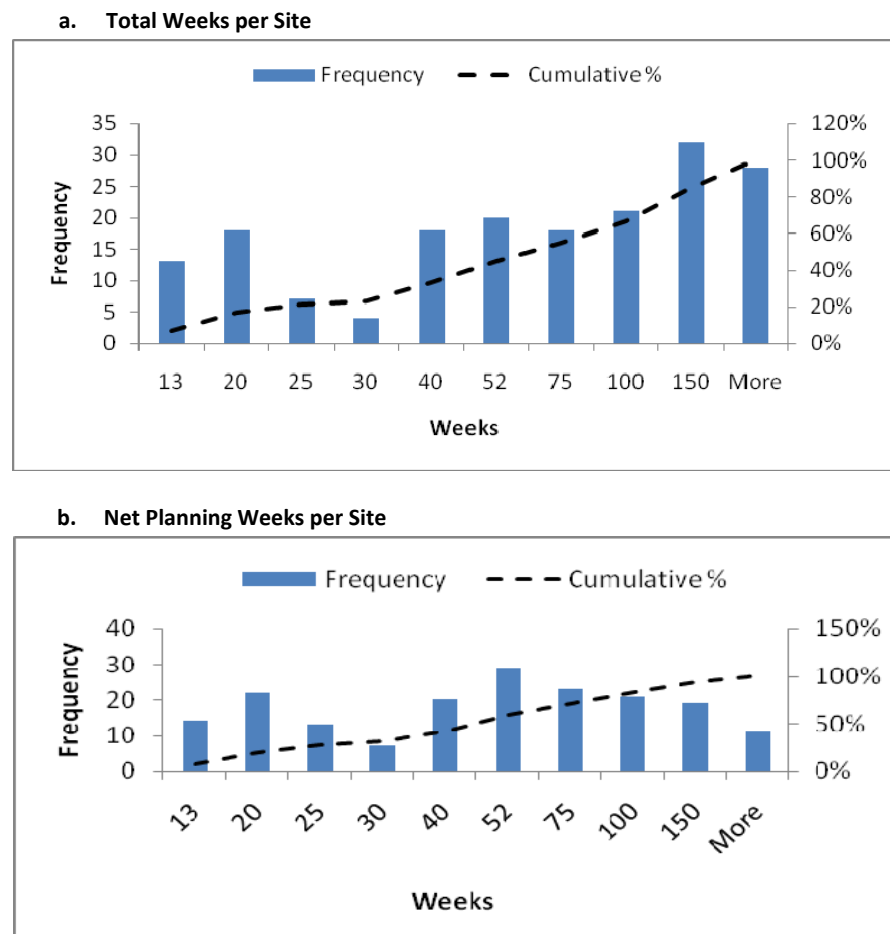 a. Total Weeks per Site
Frequency Cumulative %
35 120%
30 100%
25 80%
20 60%
15 40%
10 20%
5 0%
0
Frequency
13 20 25 30 40 52 75 100 150 More
Weeks
b. Net Planning Weeks per Site
Frequency Cumulative %
40 150%
30 100%
20 50%
10 0%
0
Frequency
13 20 25 30 40 52 75 100 150 More
Weeks